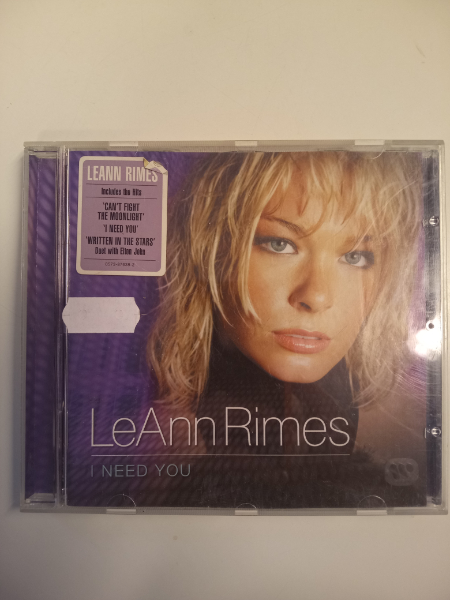 LEANN RIMES
Includes the Hits
'CAN'T FIGHT
THE MOONLIGHT'
'I NEED YOU'
'WRITTEN IN THE STARS'
Duet with Elton John
LeAnn Rimes
I NEED YOU